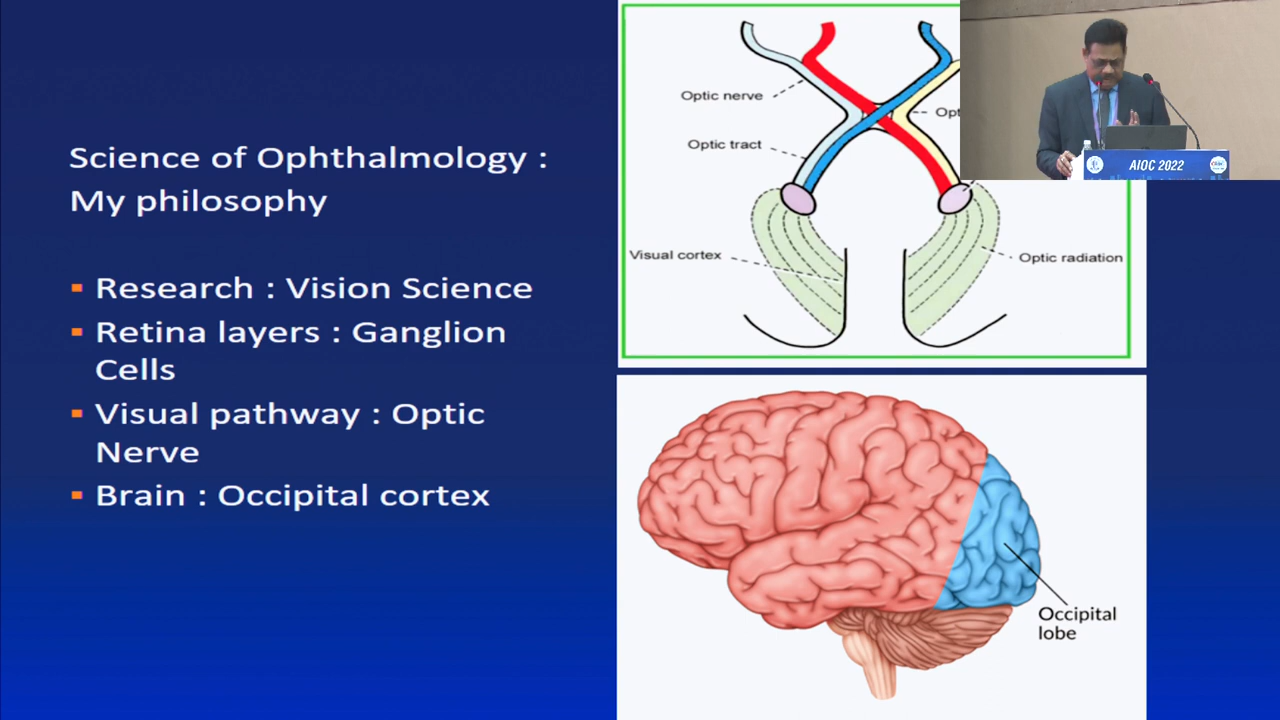 Science of Ophthalmology :
My philosophy
Research : Vision Science
Retina layers : Ganglion
Cells
Visual pathway : Optic
Nerve
Brain : Occipital cortex
Optic nerve
Optic tract
Visual cortex
Optic radiation
AIOC 2022
Occipital
lobe